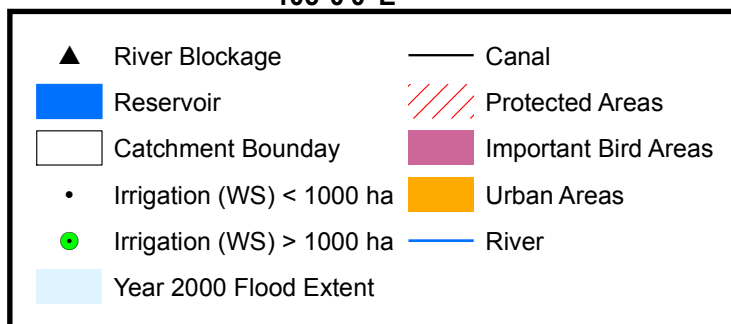 River Blockage
Reservoir
Catchment Bounday
Irrigation (WS) < 1000 ha
Irrigation (WS) > 1000 ha
Year 2000 Flood Extent
Canal
Protected Areas
Important Bird Areas
Urban Areas
River